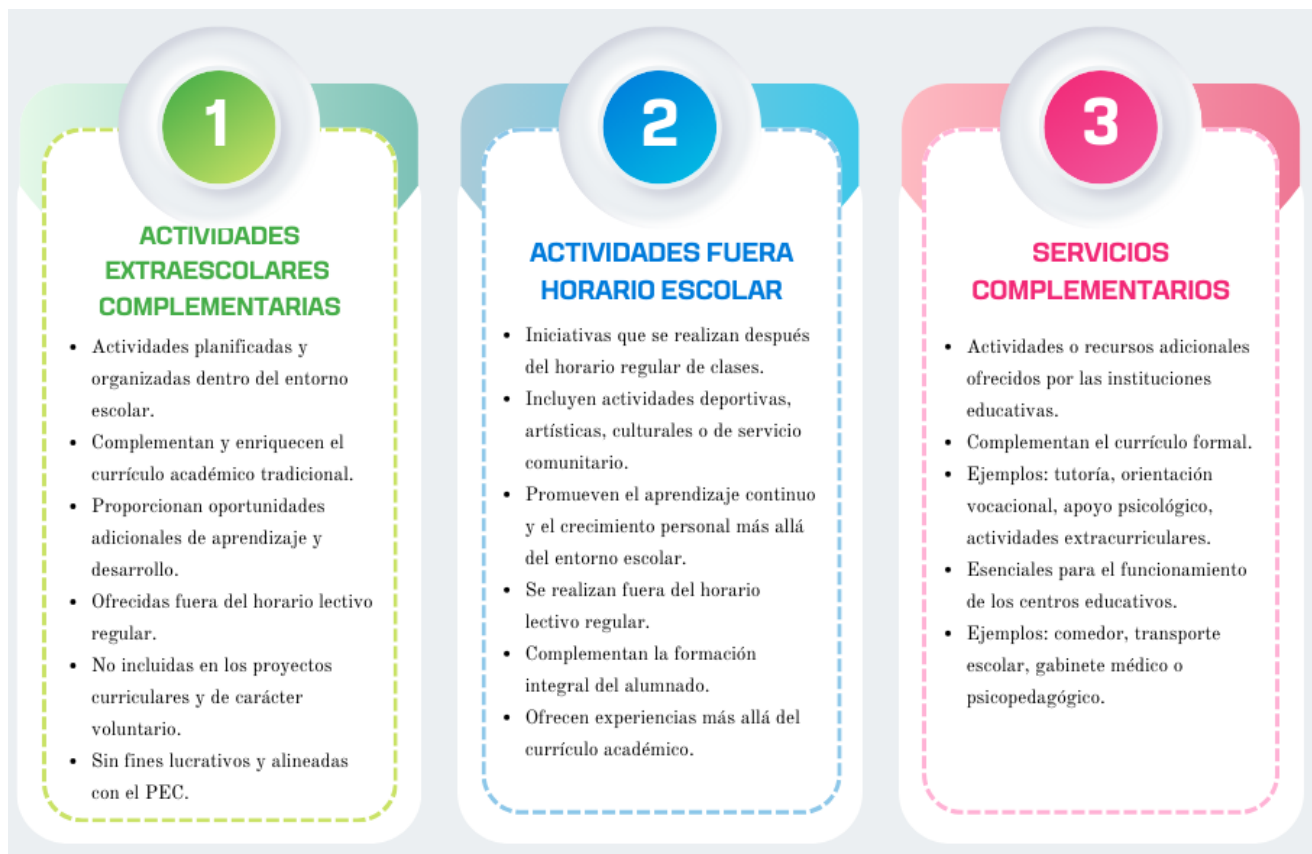 1
ACTIVIDADES
EXTRAESCOLARES
COMPLEMENTARIAS
• Actividades planificadas y
organizadas dentro del entorno
escolar.
• Complementan y enriquecen el
currículo académico tradicional.
• Proporcionan oportunidades
adicionales de aprendizaje y
desarrollo.
• Ofrecidas fuera del horario lectivo
regular.
• No incluidas en los proyectos
curriculares y de carácter
voluntario.
• Sin fines lucrativos y alineadas
con el PEC.
2
ACTIVIDADES FUERA
HORARIO ESCOLAR
• Iniciativas que se realizan después
del horario regular de clases.
• Incluyen actividades deportivas,
artísticas, culturales o de servicio
comunitario.
• Promueven el aprendizaje continuo
y el crecimiento personal más allá
del entorno escolar.
• Se realizan fuera del horario
lectivo regular.
• Complementan la formación
integral del alumnado.
• Ofrecen experiencias más allá del
currículo académico.
3
SERVICIOS
COMPLEMENTARIOS
• Actividades o recursos adicionales
ofrecidos por las instituciones
educativas.
• Complementan el currículo formal.
• Ejemplos: tutoría, orientación
vocacional, apoyo psicológico,
actividades extracurriculares.
• Esenciales para el funcionamiento
de los centros educativos.
• Ejemplos: comedor, transporte
escolar, gabinete médico o
psicopedagógico.